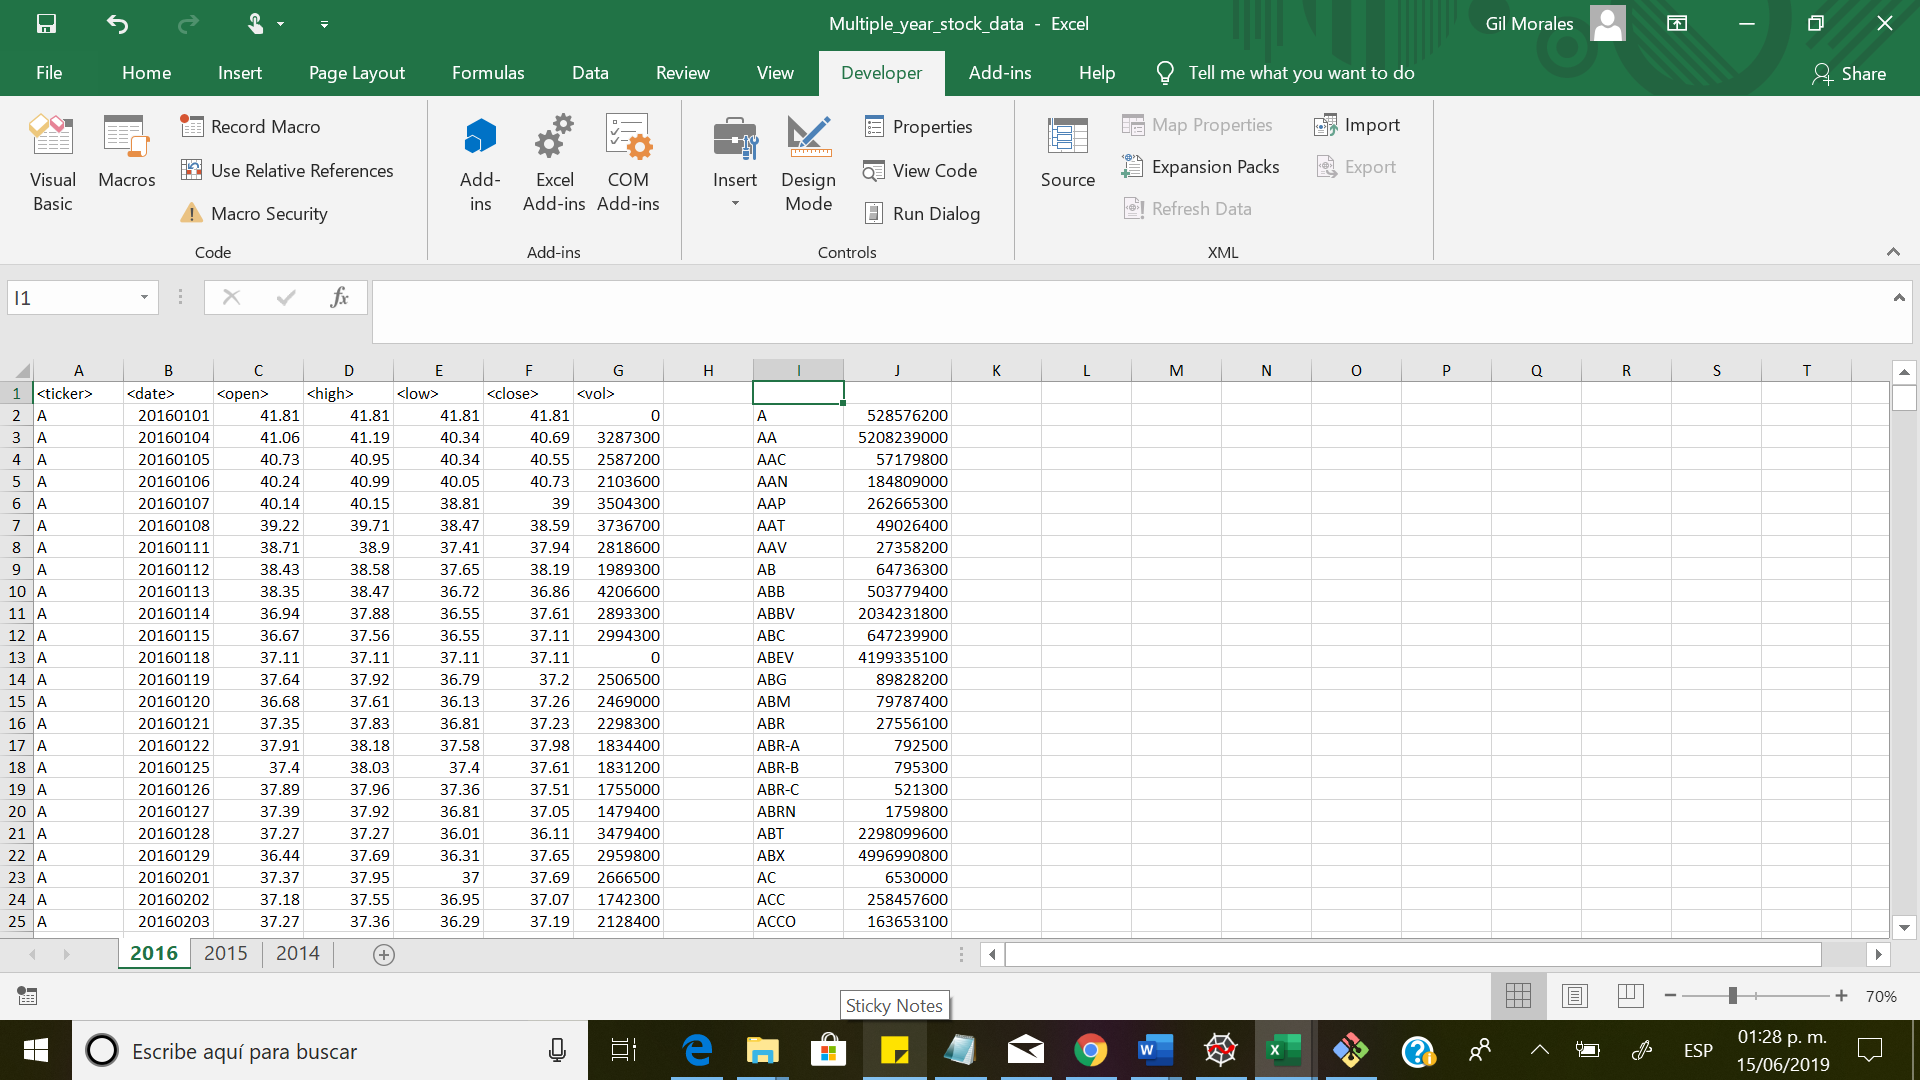 Multiple_year_stock_data - Excel
Gil Morales
File Home Insert Page Layout Formulas Data Review View Developer Add-ins Help Tell me what you want to do Share
Visual Basic
Macros
Record Macro
Use Relative References
Macro Security
Code
Add-ins
Excel Add-ins
COM Add-ins
Add-ins
Insert
Design Mode
Properties
View Code
Run Dialog
Controls
Source
Map Properties
Expansion Packs
Refresh Data
Import
Export
XML
I1
fx
A B C D E F G H I J K L M N O P Q R S T
1 <ticker> <date> <open> <high> <low> <close> <vol>
2 A 20160101 41.81 41.81 41.81 41.81 0 A 528576200
3 A 20160104 41.06 41.19 40.34 40.69 3287300 AA 5208239000
4 A 20160105 40.73 40.95 40.34 40.55 2587200 AAC 57179800
5 A 20160106 40.24 40.99 40.05 40.73 2103600 AAN 184809000
6 A 20160107 40.14 40.15 38.81 39 3504300 AAP 262665300
7 A 20160108 39.22 39.71 38.47 38.59 3736700 AAT 49026400
8 A 20160111 38.71 38.9 37.41 37.94 2818600 AAV 27358200
9 A 20160112 38.43 38.58 37.65 38.19 1989300 AB 64736300
10 A 20160113 38.35 38.47 36.72 36.86 4206600 ABB 503779400
11 A 20160114 36.94 37.88 36.55 37.61 2893300 ABBV 2034231800
12 A 20160115 36.67 37.56 36.55 37.11 2994300 ABC 647239900
13 A 20160118 37.11 37.11 37.11 37.11 0 ABEV 4199335100
14 A 20160119 37.64 37.92 36.79 37.2 2506500 ABG 89828200
15 A 20160120 36.68 37.61 36.13 37.26 2469000 ABM 79787400
16 A 20160121 37.35 37.83 36.81 37.23 2298300 ABR 27556100
17 A 20160122 37.91 38.18 37.58 37.98 1834400 ABR-A 792500
18 A 20160125 37.4 38.03 37.4 37.61 1831200 ABR-B 795300
19 A 20160126 37.89 37.96 37.36 37.51 1755000 ABR-C 521300
20 A 20160127 37.39 37.92 36.81 37.05 1479400 ABRN 1759800
21 A 20160128 37.27 37.27 36.01 36.11 3479400 ABT 2298099600
22 A 20160129 36.44 37.69 36.31 37.65 2959800 ABX 4996990800
23 A 20160201 37.37 37.95 37 37.69 2666500 AC 6530000
24 A 20160202 37.18 37.55 36.95 37.07 1742300 ACC 258457600
25 A 20160203 37.27 37.36 36.29 37.19 2128400 ACCO 163653100
2016 2015 2014
Sticky Notes
70%
Escribe aquí para buscar
ESP
01:28 p. m.
15/06/2019